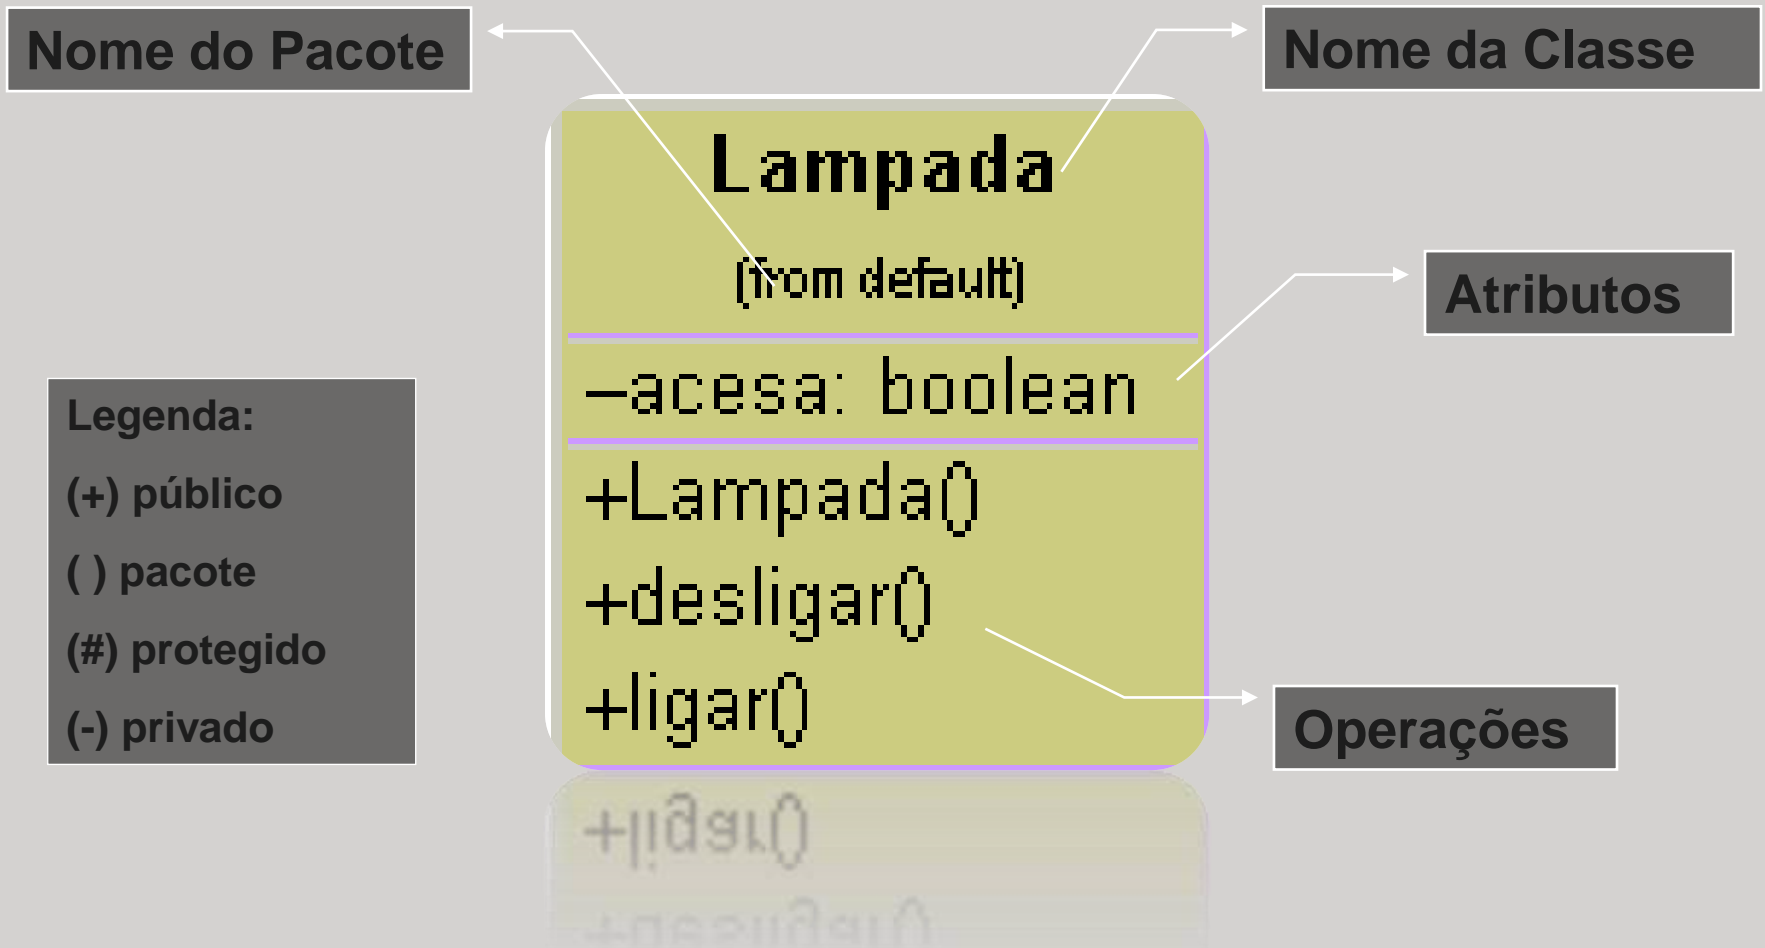 Nome do Pacote
Nome da Classe
Lampada
(from default)
Atributos
–acesa: boolean
Legenda:
(+) público
( ) pacote
(#) protegido
(-) privado
+Lampada()
+desligar()
+ligar()
Operações